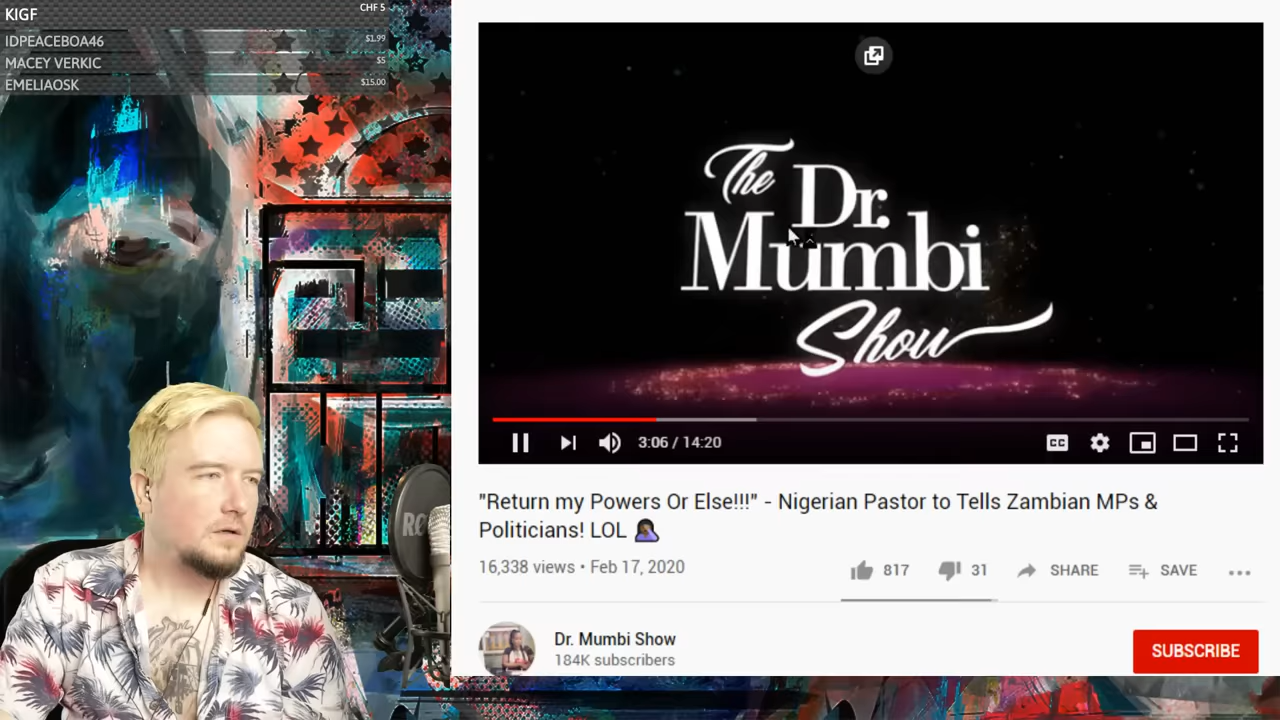 KIGF CHF 5
IDPEACEBOA46 $1.99
MACEY VERKIC $5
EMELIAOSK $15.00
The
Dr.
Mumbi
Show
3:06 / 14:20
CC
"Return my Powers Or Else!!!" - Nigerian Pastor to Tells Zambian MPs &
Politicians! LOL 🤦🏿‍♀️
16,338 views • Feb 17, 2020
817 31 SHARE SAVE
Dr. Mumbi Show
184K subscribers
SUBSCRIBE